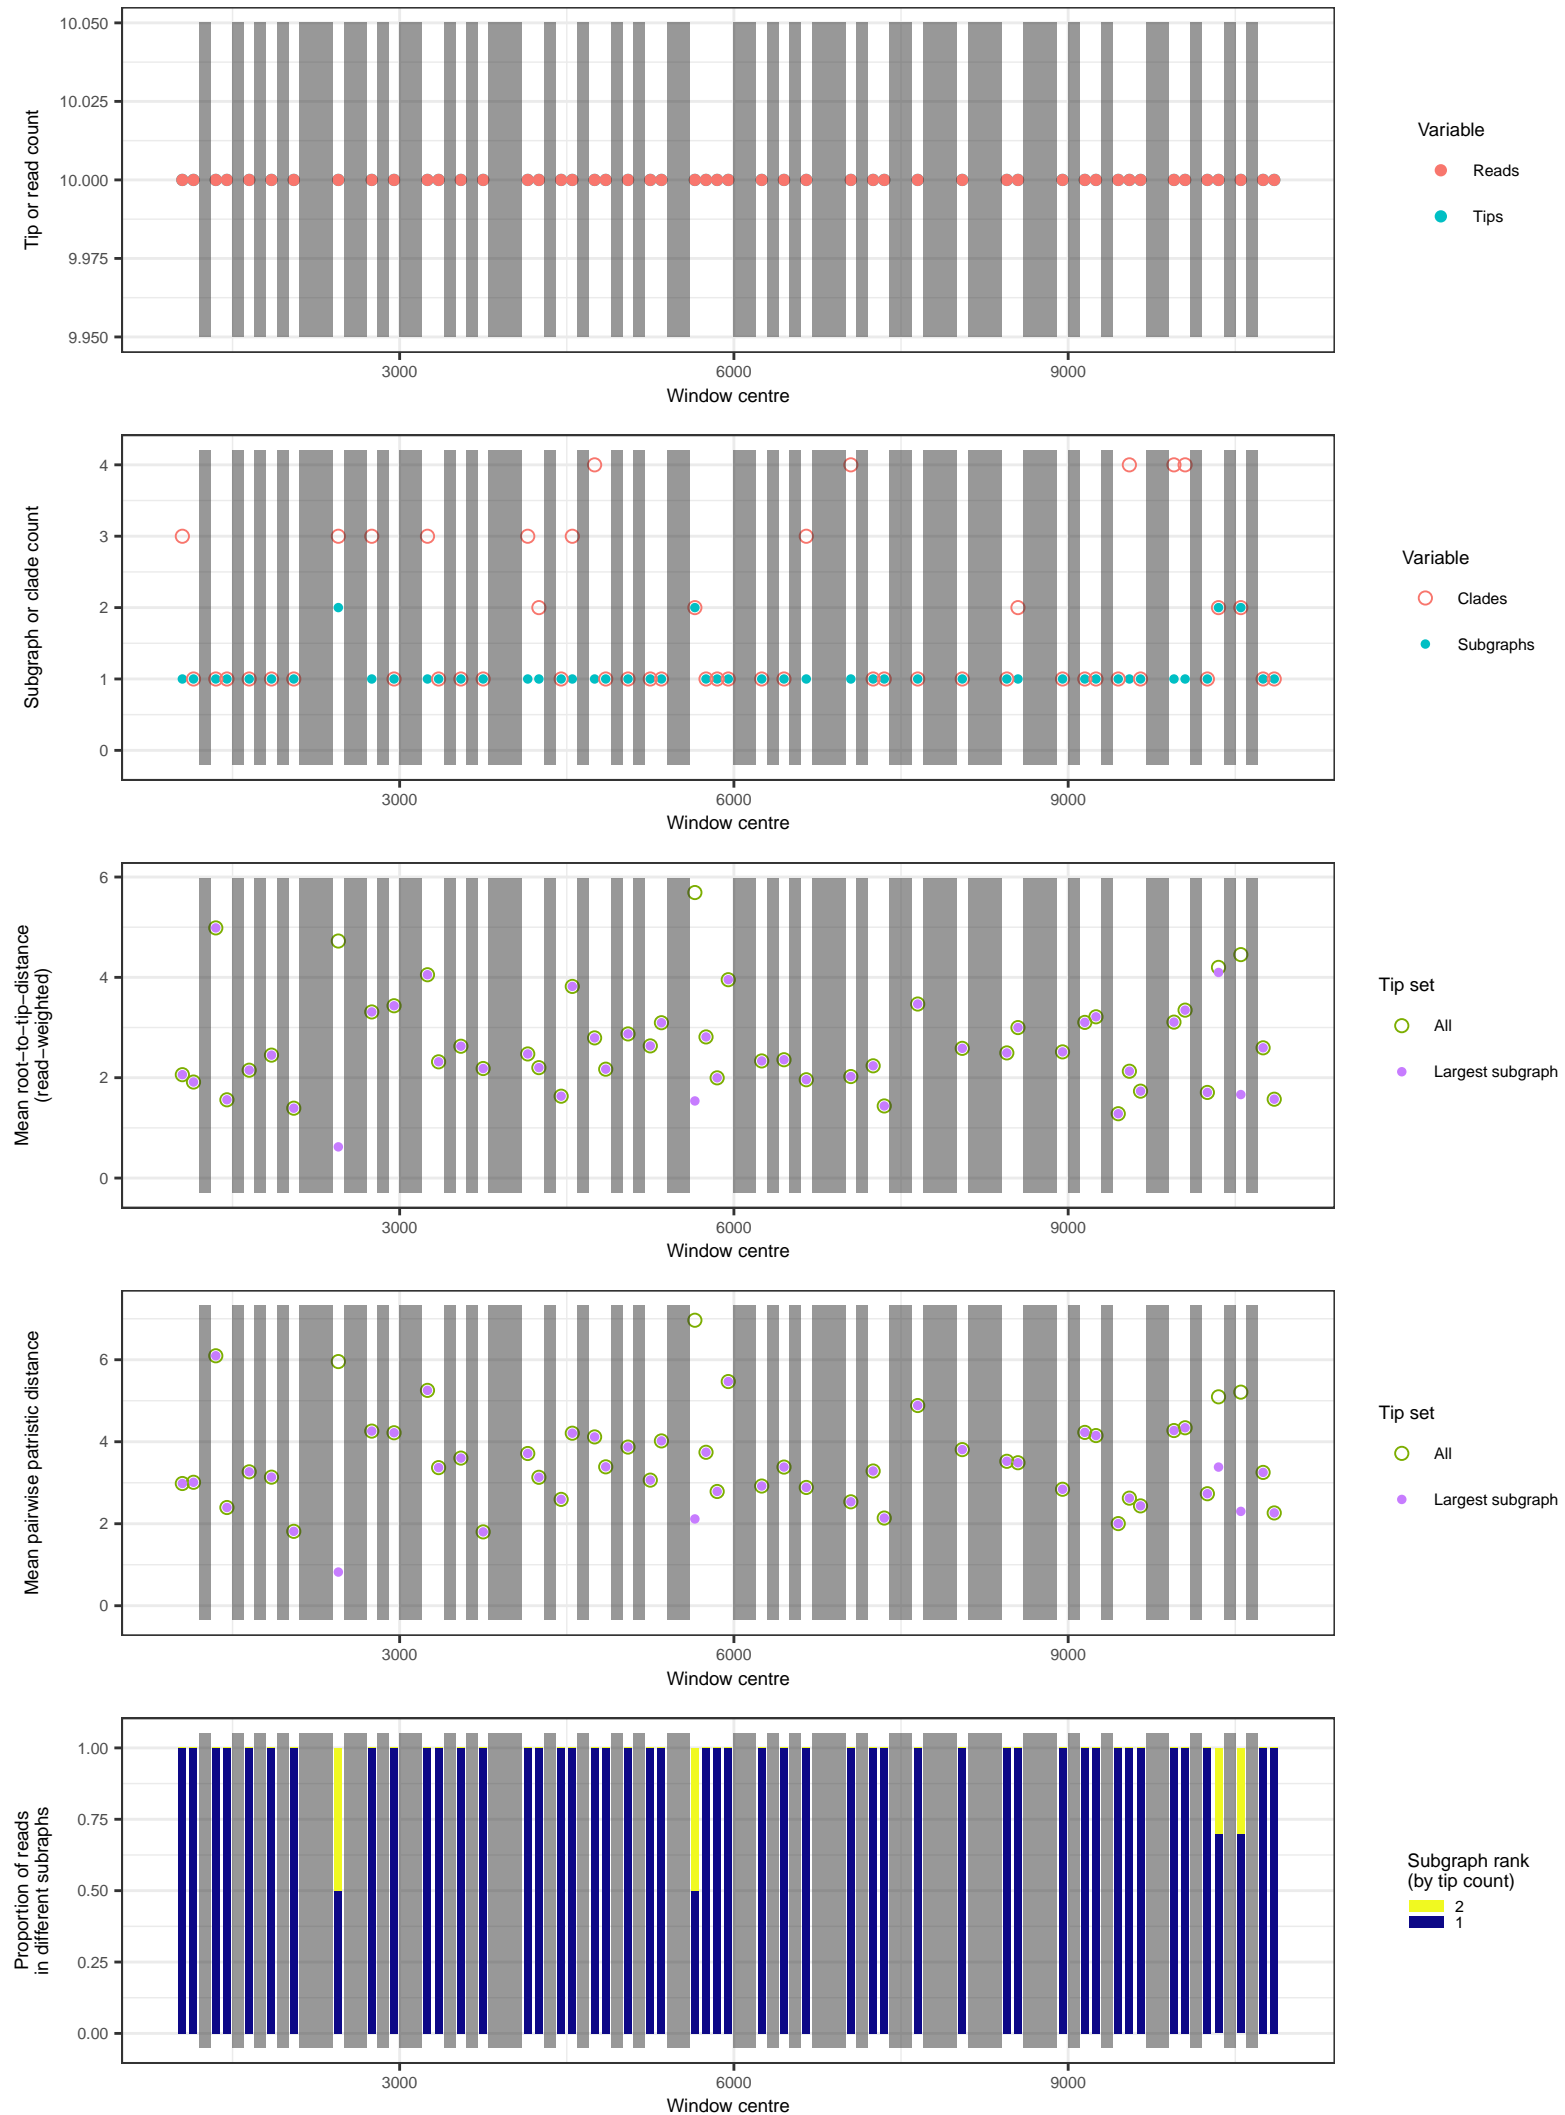 10.050
10.025
10.000
9.975
9.950
Tip or read count
3000
6000
9000
Window centre
Variable
Reads
Tips
4
3
2
1
0
Subgraph or clade count
3000
6000
9000
Window centre
Variable
Clades
Subgraphs
6
4
2
0
Mean root−to−tip−distance
(read−weighted)
3000
6000
9000
Window centre
Tip set
All
Largest subgraph
6
4
2
0
Mean pairwise patristic distance
3000
6000
9000
Window centre
Tip set
All
Largest subgraph
1.00
0.75
0.50
0.25
0.00
Proportion of reads
in different subraphs
3000
6000
9000
Window centre
Subgraph rank
(by tip count)
2
1